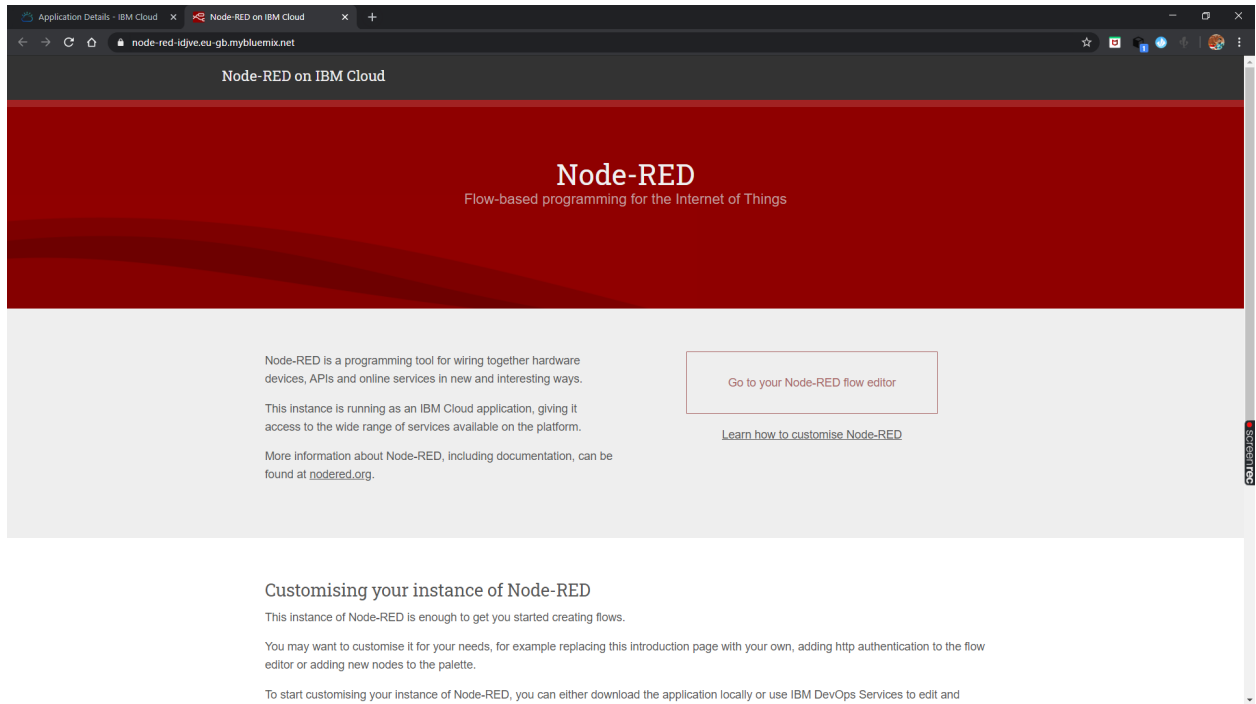 Application Details - IBM Cloud
Node-RED on IBM Cloud
node-red-idjve.eu-gb.mybluemix.net
Node-RED on IBM Cloud
Node-RED
Flow-based programming for the Internet of Things
Node-RED is a programming tool for wiring together hardware
devices, APIs and online services in new and interesting ways.
This instance is running as an IBM Cloud application, giving it
access to the wide range of services available on the platform.
More information about Node-RED, including documentation, can be
found at nodered.org.
Go to your Node-RED flow editor
Learn how to customise Node-RED
screenrec
Customising your instance of Node-RED
This instance of Node-RED is enough to get you started creating flows.
You may want to customise it for your needs, for example replacing this introduction page with your own, adding http authentication to the flow
editor or adding new nodes to the palette.
To start customising your instance of Node-RED, you can either download the application locally or use IBM DevOps Services to edit and